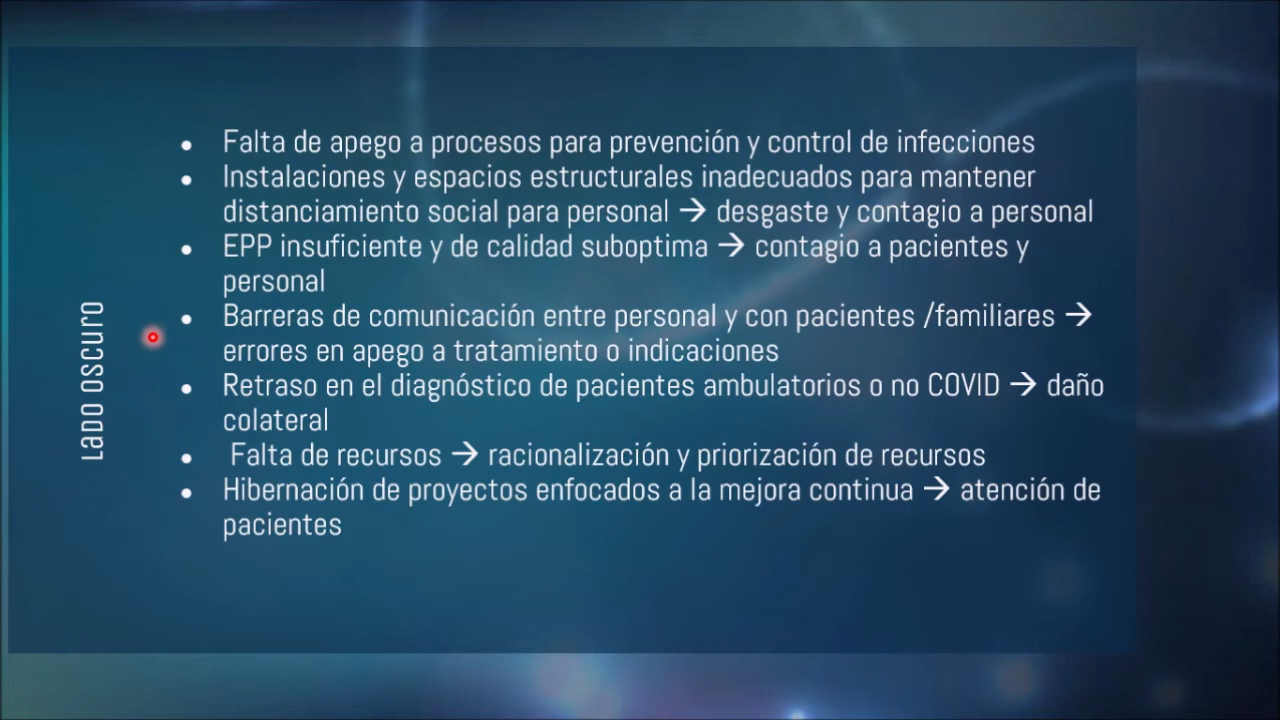 Lado oscuro
• Falta de apego a procesos para prevención y control de infecciones
• Instalaciones y espacios estructurales inadecuados para mantener
distanciamiento social para personal → desgaste y contagio a personal
• EPP insuficiente y de calidad suboptima → contagio a pacientes y
personal
• Barreras de comunicación entre personal y con pacientes /familiares →
errores en apego a tratamiento o indicaciones
• Retraso en el diagnóstico de pacientes ambulatorios o no COVID → daño
colateral
• Falta de recursos → racionalización y priorización de recursos
• Hibernación de proyectos enfocados a la mejora continua → atención de
pacientes